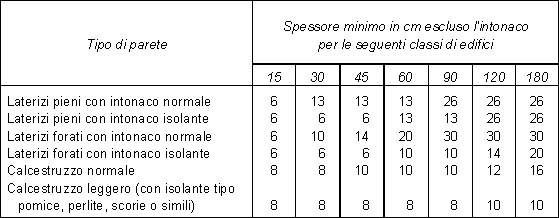 Tipo di parete
Spessore minimo in cm escluso l'intonaco
per le seguenti classi di edifici
15 30 45 60 90 120 180
Laterizi pieni con intonaco normale 6 13 13 13 26 26 26
Laterizi pieni con intonaco isolante 6 6 6 13 13 26 26
Laterizi forati con intonaco normale 6 10 14 20 30 30 30
Laterizi forati con intonaco isolante 6 6 6 10 10 14 20
Calcestruzzo normale 8 8 10 10 10 12 16
Calcestruzzo leggero (con isolante tipo
pomice, perlite, scorie o simili) 8 8 8 8 8 10 10